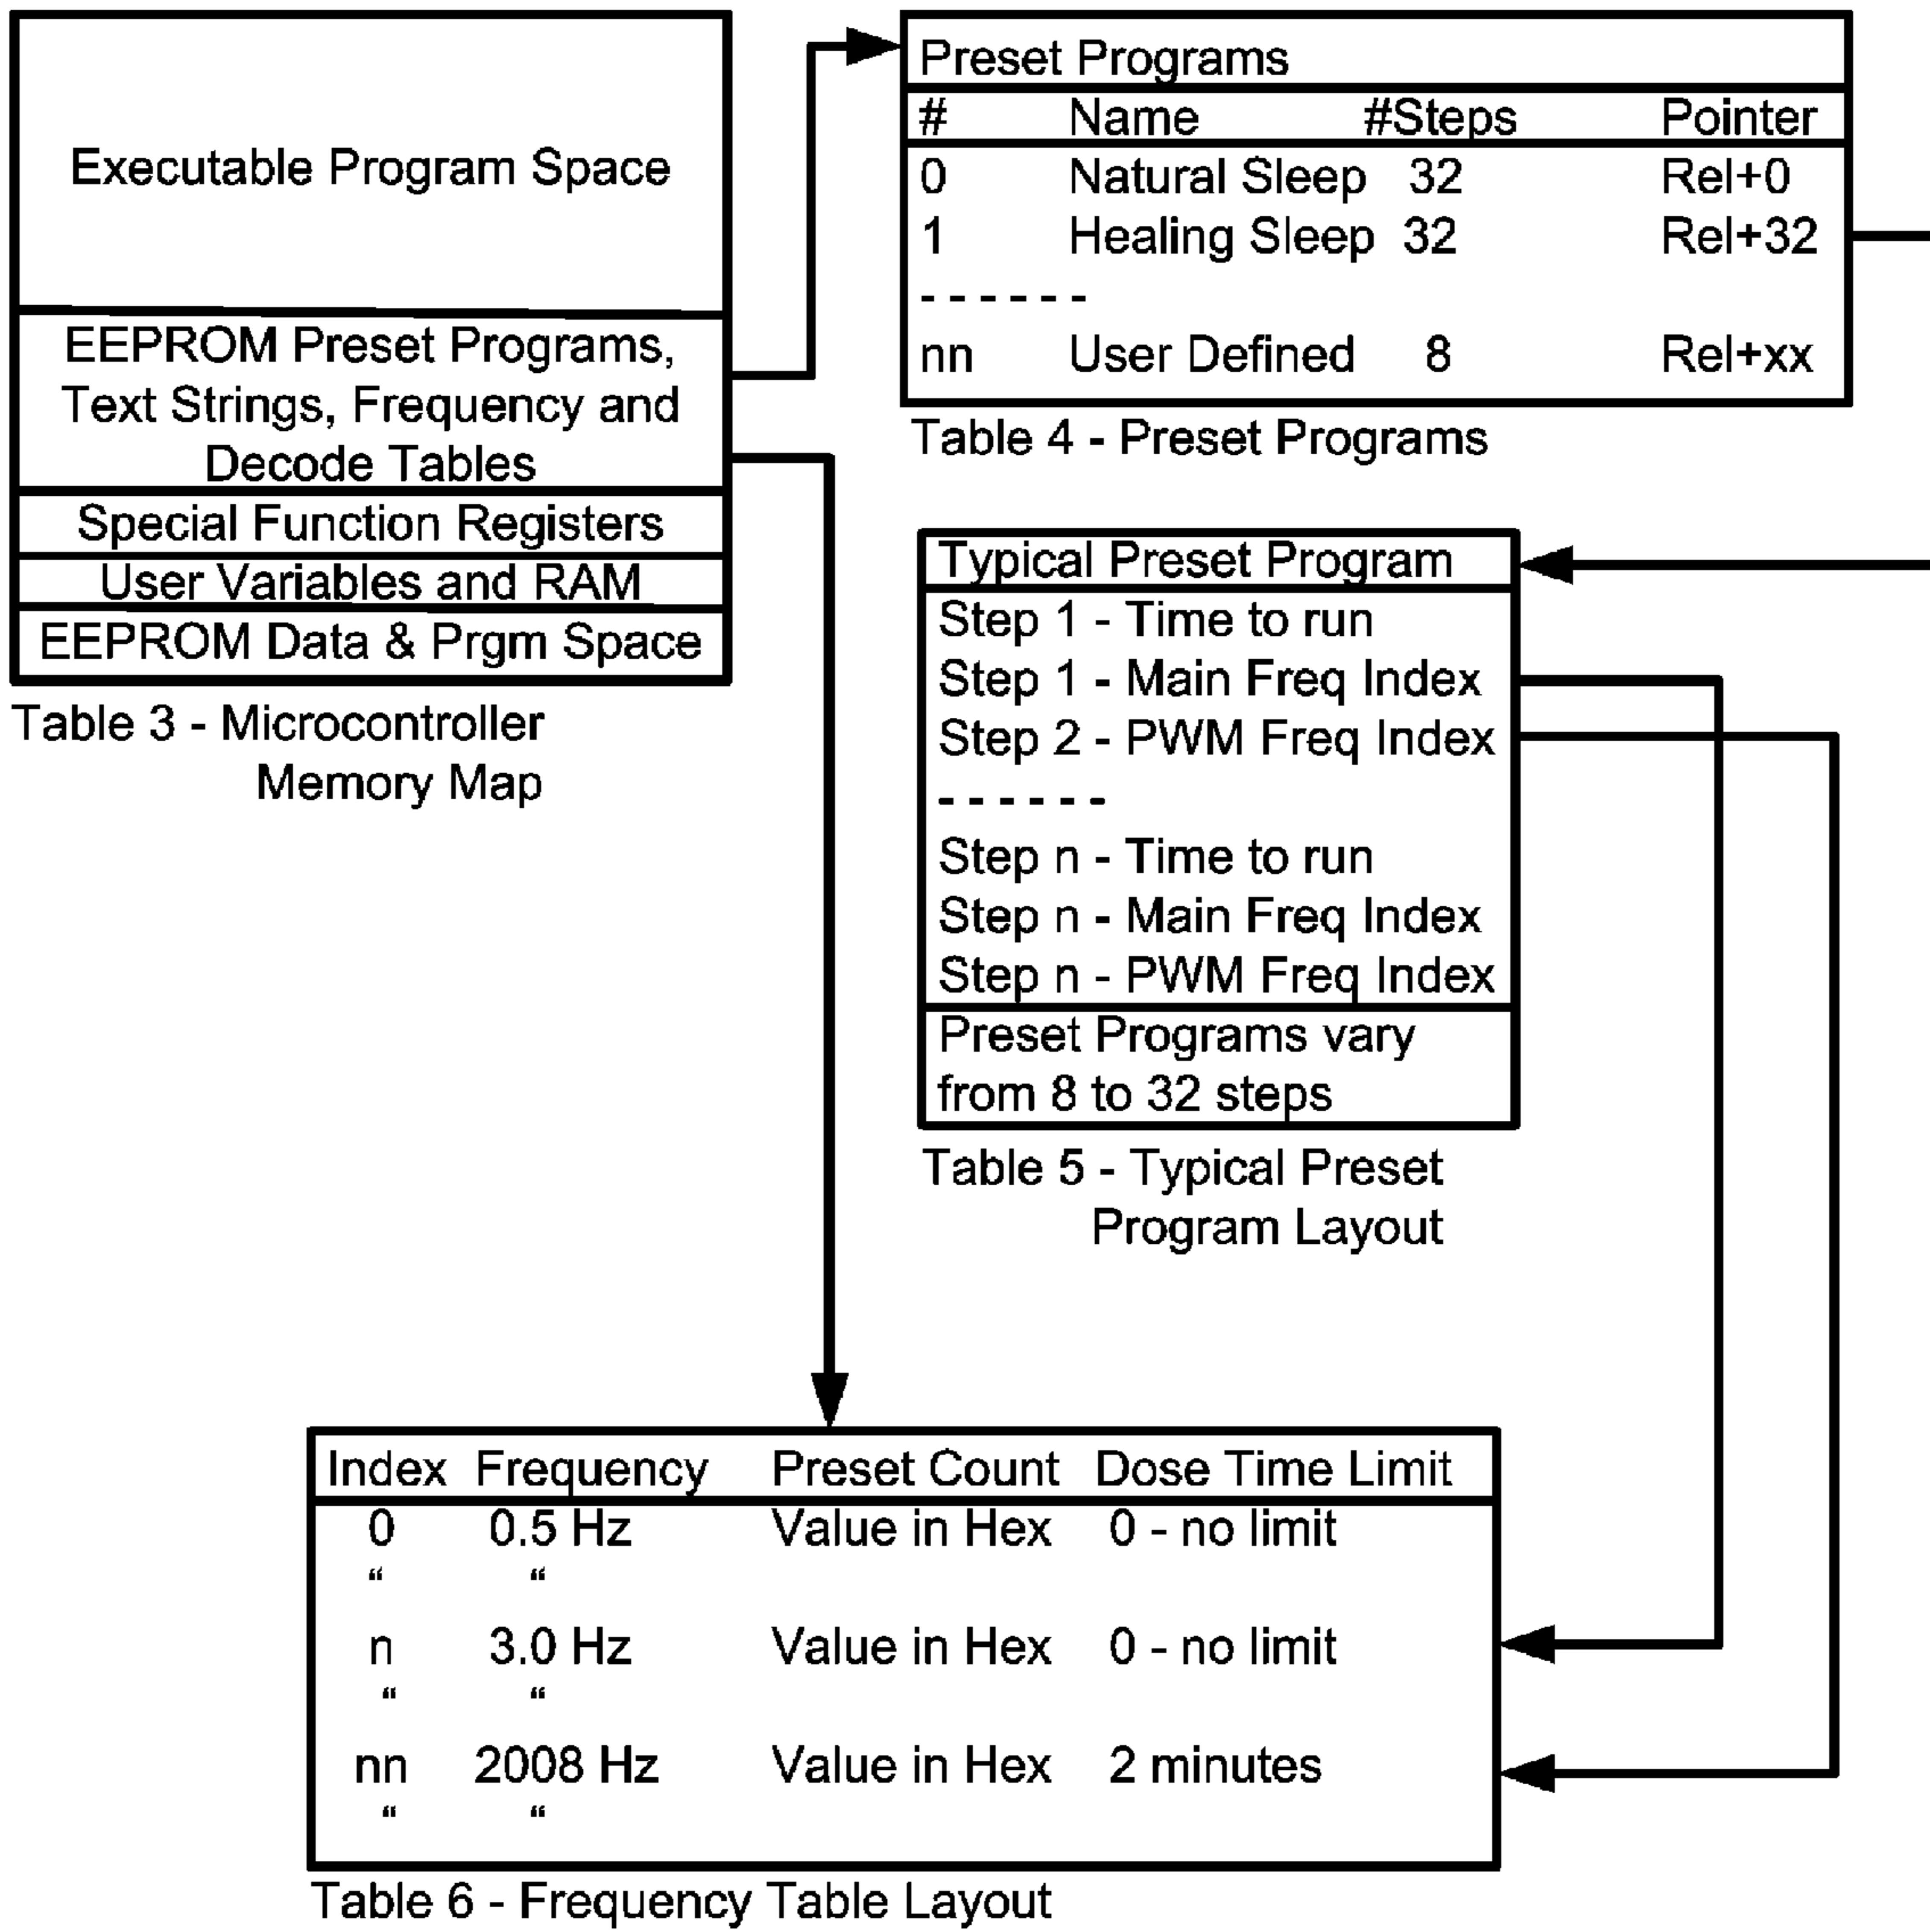 Executable Program Space
EEPROM Preset Programs,
Text Strings, Frequency and
Decode Tables
Special Function Registers
User Variables and RAM
EEPROM Data & Prgm Space
Table 3 - Microcontroller
Memory Map
Preset Programs
# Name #Steps Pointer
0 Natural Sleep 32 Rel+0
1 Healing Sleep 32 Rel+32
- - - - - -
nn User Defined 8 Rel+xx
Table 4 - Preset Programs
Typical Preset Program
Step 1 - Time to run
Step 1 - Main Freq Index
Step 2 - PWM Freq Index
- - - - - -
Step n - Time to run
Step n - Main Freq Index
Step n - PWM Freq Index
Preset Programs vary
from 8 to 32 steps
Table 5 - Typical Preset
Program Layout
Index Frequency Preset Count Dose Time Limit
0 0.5 Hz Value in Hex 0 - no limit
“ “
n 3.0 Hz Value in Hex 0 - no limit
“ “
nn 2008 Hz Value in Hex 2 minutes
“ “
Table 6 - Frequency Table Layout